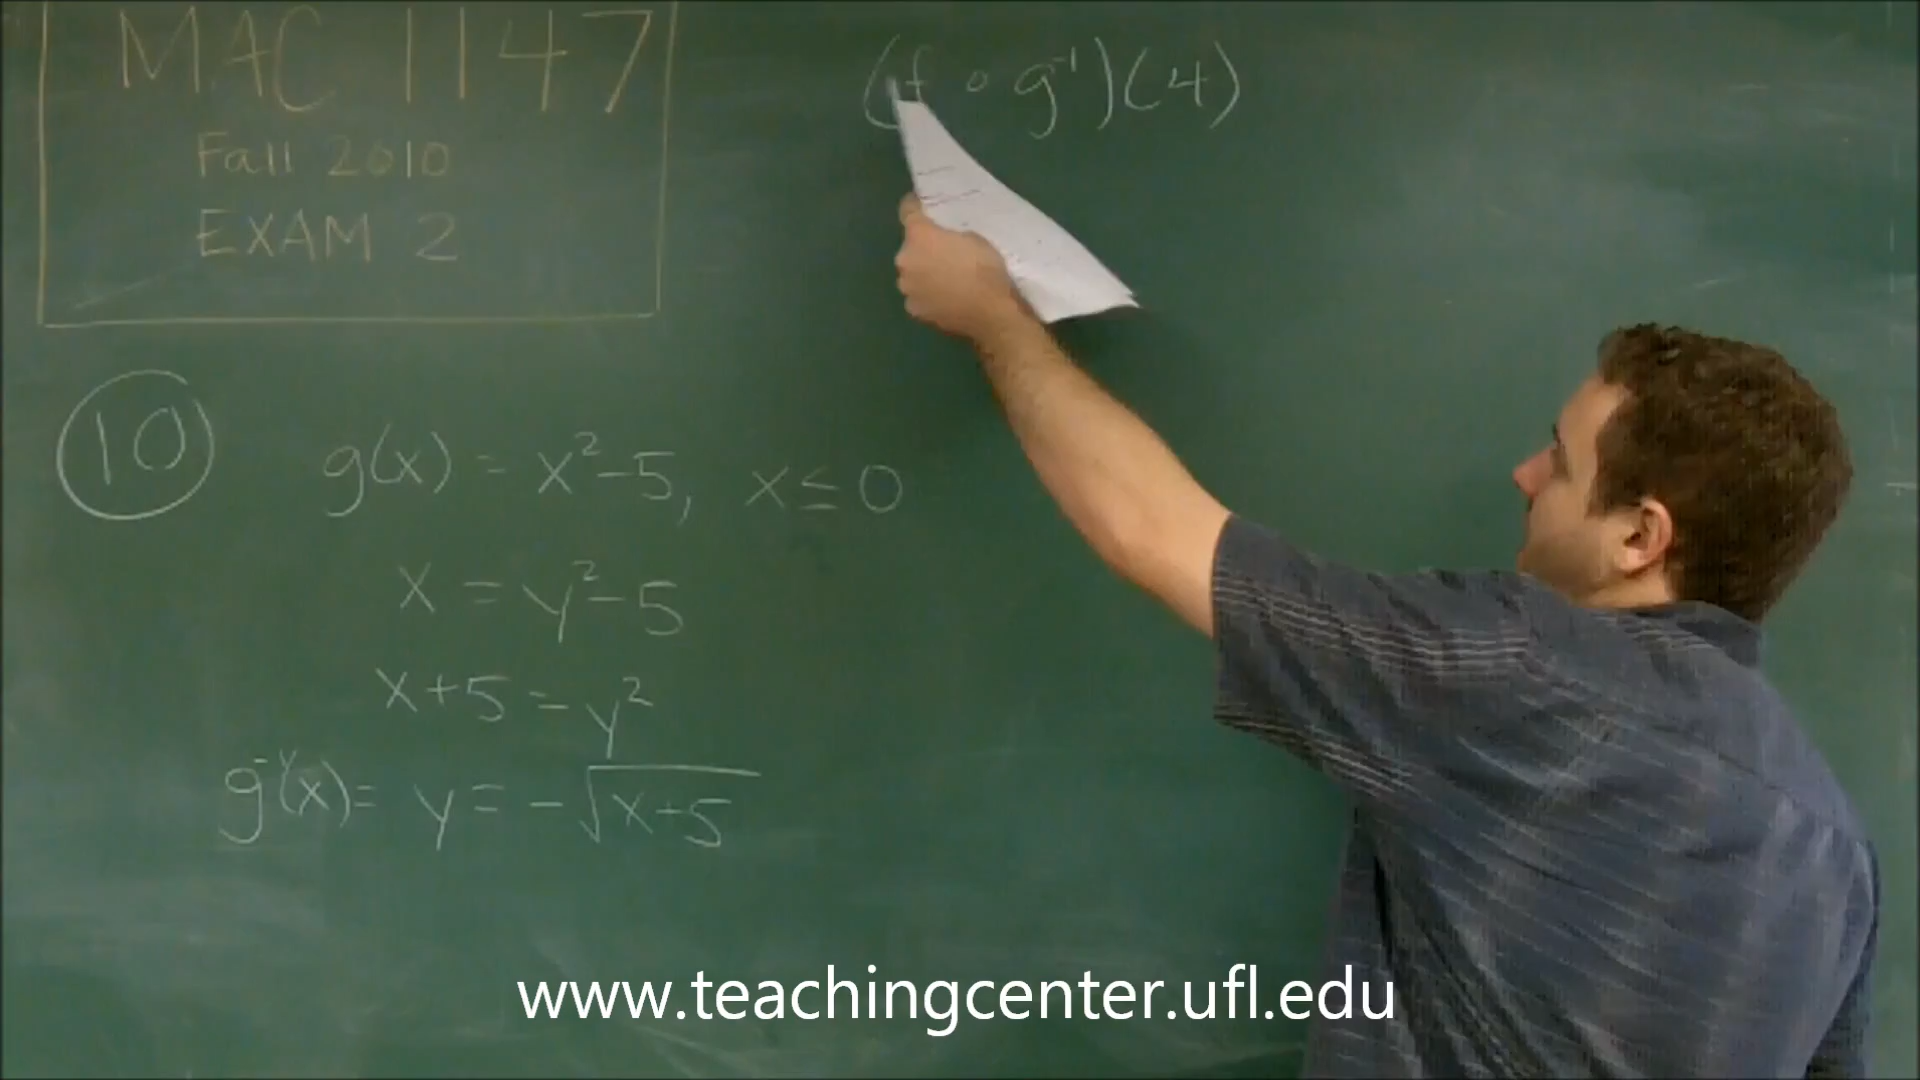 MAC 1147
Fall 2010
EXAM 2
(f ∘ g⁻¹)(4)
10
g(x) = x²-5, x ≤ 0
x = y²-5
x+5 = y²
g⁻¹(x) = y = -√x+5
www.teachingcenter.ufl.edu